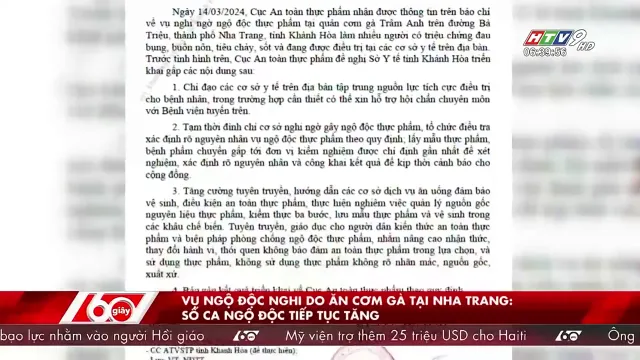 Ngày 14/03/2024, Cục An toàn thực phẩm nhận được thông tin trên báo chí
về vụ nghi ngờ ngộ độc thực phẩm tại quán cơm gà Trâm Anh trên đường Bà
Triệu, thành phố Nha Trang, tỉnh Khánh Hòa làm nhiều người có triệu chứng đau
bụng, buồn nôn, tiêu chảy, sốt và đang được điều trị tại các cơ sở y tế trên địa bàn.
Trước tình hình trên, Cục An toàn thực phẩm đề nghị Sở Y tế tỉnh Khánh Hòa triển
khai gấp các nội dung sau:
1. Chỉ đạo các cơ sở y tế trên địa bàn tập trung nguồn lực tích cực điều trị
cho bệnh nhân, trong trường hợp cần thiết có thể xin hỗ trợ hội chẩn chuyên môn
với Bệnh viện tuyến trên.
2. Tạm thời đình chỉ cơ sở nghi ngờ gây ngộ độc thực phẩm, tổ chức điều tra
xác định rõ nguyên nhân vụ ngộ độc thực phẩm theo quy định, lấy mẫu thực phẩm,
bệnh phẩm chuyển gấp tới đơn vị kiểm nghiệm được chỉ định gần nhất để xét
nghiệm, xác định rõ nguyên nhân và công khai kết quả để kịp thời cảnh báo cho
cộng đồng.
3. Tăng cường tuyên truyền, hướng dẫn các cơ sở dịch vụ ăn uống đảm bảo
vệ sinh, điều kiện an toàn thực phẩm, thực hiện nghiêm việc quản lý nguồn gốc
nguyên liệu thực phẩm, kiểm thực ba bước, lưu mẫu thực phẩm và vệ sinh trong
các khâu chế biến. Tuyên truyền, giáo dục cho người dân kiến thức an toàn thực
phẩm và biện pháp phòng chống ngộ độc thực phẩm, nhằm nâng cao nhận thức,
thay đổi hành vi, thói quen không bảo đảm an toàn thực phẩm trong lựa chọn, và
sử dụng thực phẩm, không sử dụng thực phẩm không rõ nhãn mác, nguồn gốc,
xuất xứ.
4. Báo cáo kết quả triển khai về Cục An toàn thực phẩm theo quy định
HTV9 HD
06:39:56
60 giây
VỤ NGỘ ĐỘC NGHI DO ĂN CƠM GÀ TẠI NHA TRANG:
SỐ CA NGỘ ĐỘC TIẾP TỤC TĂNG
bạo lực nhằm vào người Hồi giáo
Mỹ viện trợ thêm 25 triệu USD cho Haiti
Ông
- CC ATVSTP tỉnh Khánh Hòa (để thực hiện);